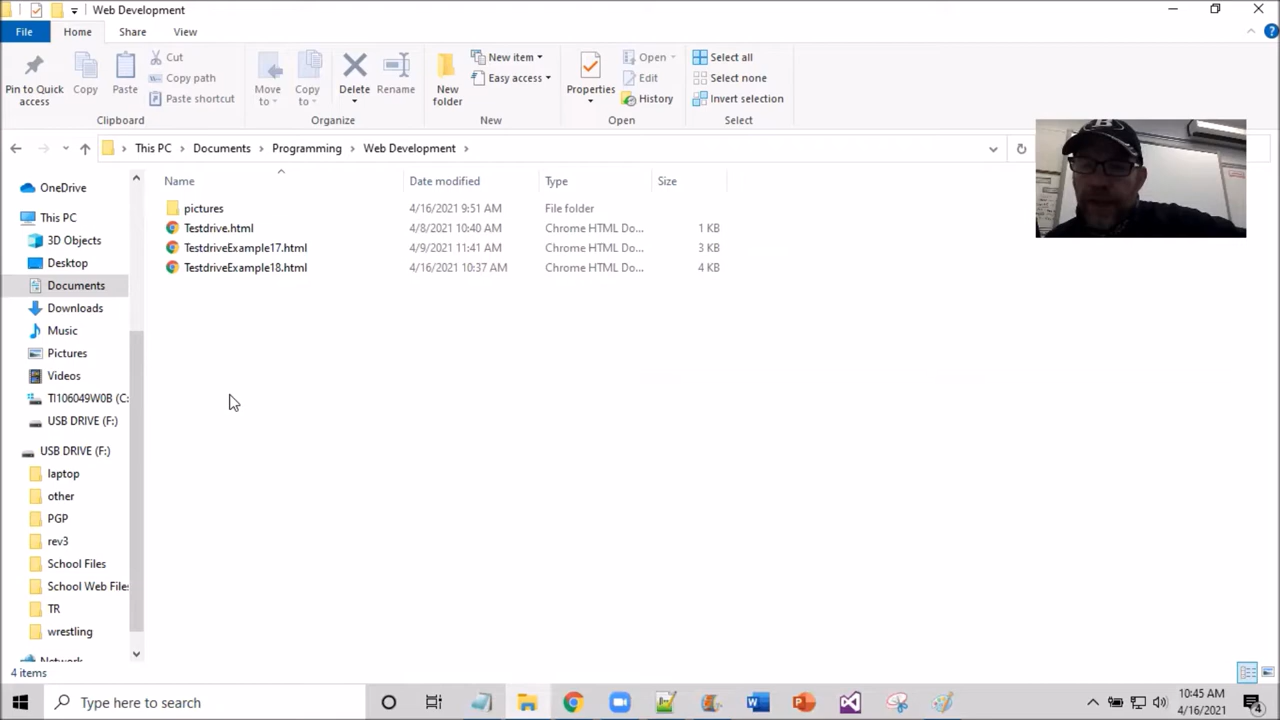 Web Development
File Home Share View
Pin to Quick access
Copy
Paste
Cut
Copy path
Paste shortcut
Clipboard
Move to
Copy to
Delete
Rename
Organize
New folder
New item
Easy access
New
Properties
Open
Edit
History
Open
Select all
Select none
Invert selection
Select
This PC Documents Programming Web Development
Name Date modified Type Size
pictures 4/16/2021 9:51 AM File folder
Testdrive.html 4/8/2021 10:40 AM Chrome HTML Do... 1 KB
TestdriveExample17.html 4/9/2021 11:41 AM Chrome HTML Do... 3 KB
TestdriveExample18.html 4/16/2021 10:37 AM Chrome HTML Do... 4 KB
OneDrive
This PC
3D Objects
Desktop
Documents
Downloads
Music
Pictures
Videos
TI106049W0B (C:
USB DRIVE (F:)
USB DRIVE (F:)
laptop
other
PGP
rev3
School Files
School Web Files
TR
wrestling
Network
4 items
Type here to search
10:45 AM
4/16/2021
4